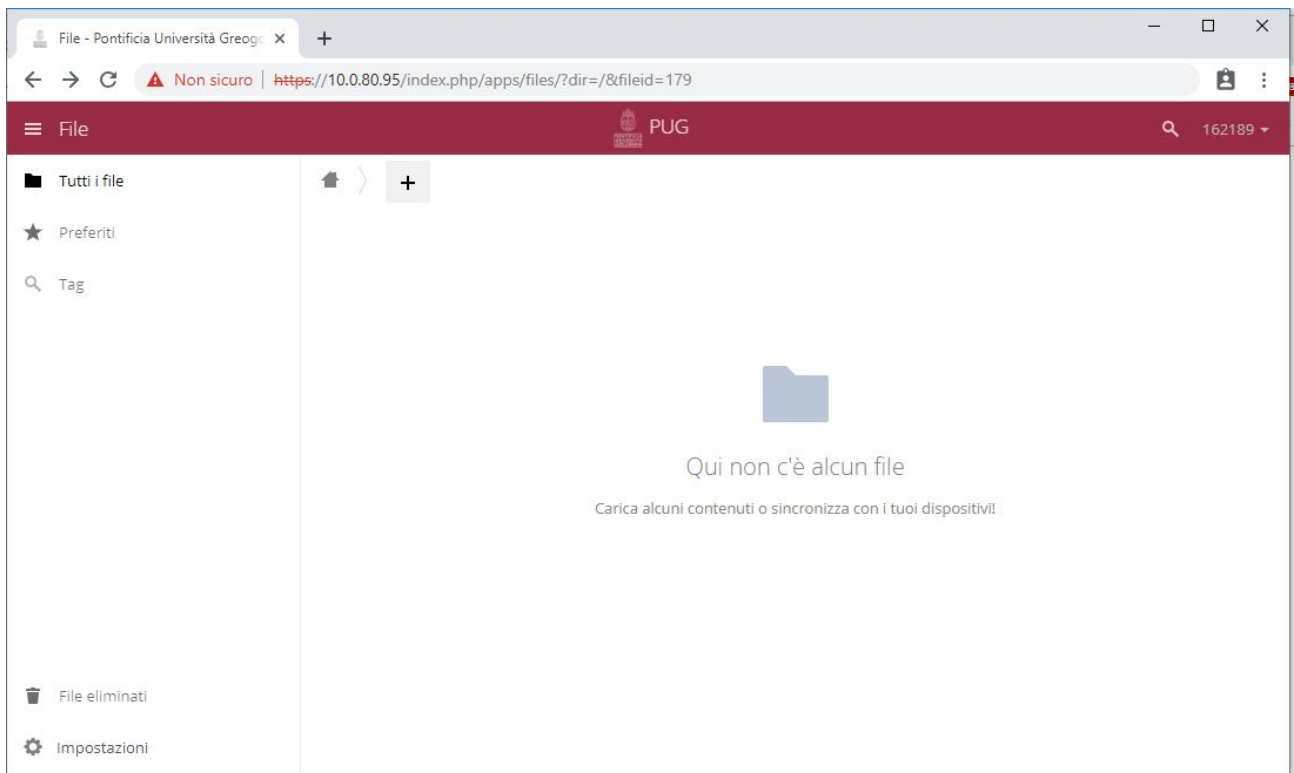 File - Pontificia Università Greogo
Non sicuro | https://10.0.80.95/index.php/apps/files/?dir=/&fileid=179
File
PUG
162189
Tutti i file
Preferiti
Tag
Qui non c'è alcun file
Carica alcuni contenuti o sincronizza con i tuoi dispositivi!
File eliminati
Impostazioni